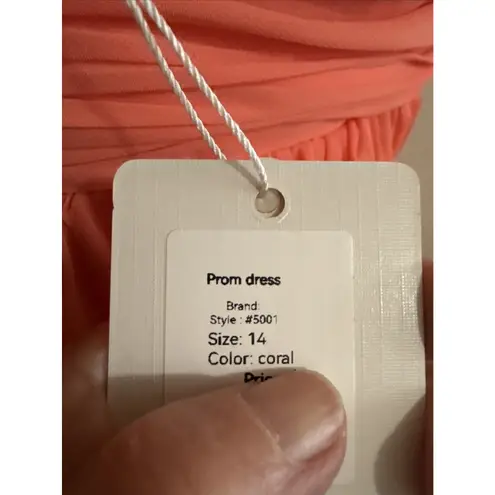 Prom dress
Brand:
Style : #5001
Size: 14
Color: coral